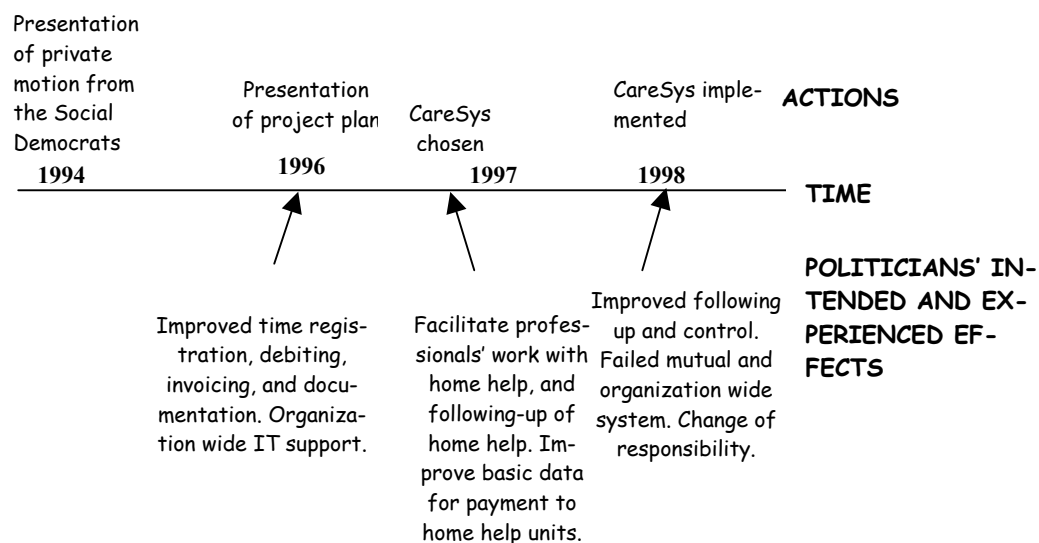 Presentation
of private
motion from
the Social
Democrats
Presentation
of project plan
CareSys
chosen
CareSys imple-
mented
ACTIONS
1994
1996
1997
1998
TIME
POLITICIANS' IN-
TENDED AND EX-
PERIENCED EF-
FECTS
Improved time regis-
tration, debiting,
invoicing, and docu-
mentation. Organiza-
tion wide IT support.
Facilitate profes-
sionals' work with
home help, and
following-up of
home help. Im-
prove basic data
for payment to
home help units.
Improved following
up and control.
Failed mutual and
organization wide
system. Change of
responsibility.